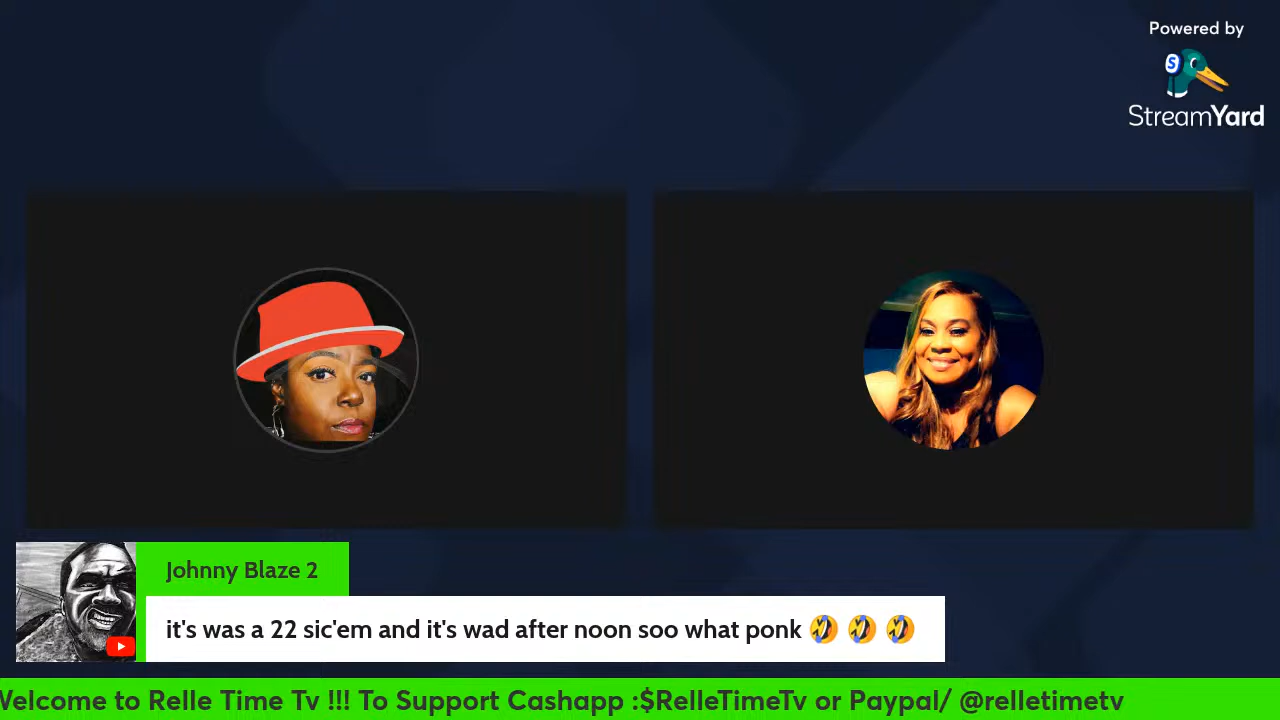 Powered by
S
StreamYard
Johnny Blaze 2
it's was a 22 sic'em and it's wad after noon soo what ponk 🤣 🤣 🤣
Welcome to Relle Time Tv !!! To Support Cashapp :$RelleTimeTv or Paypal/ @relletimetv